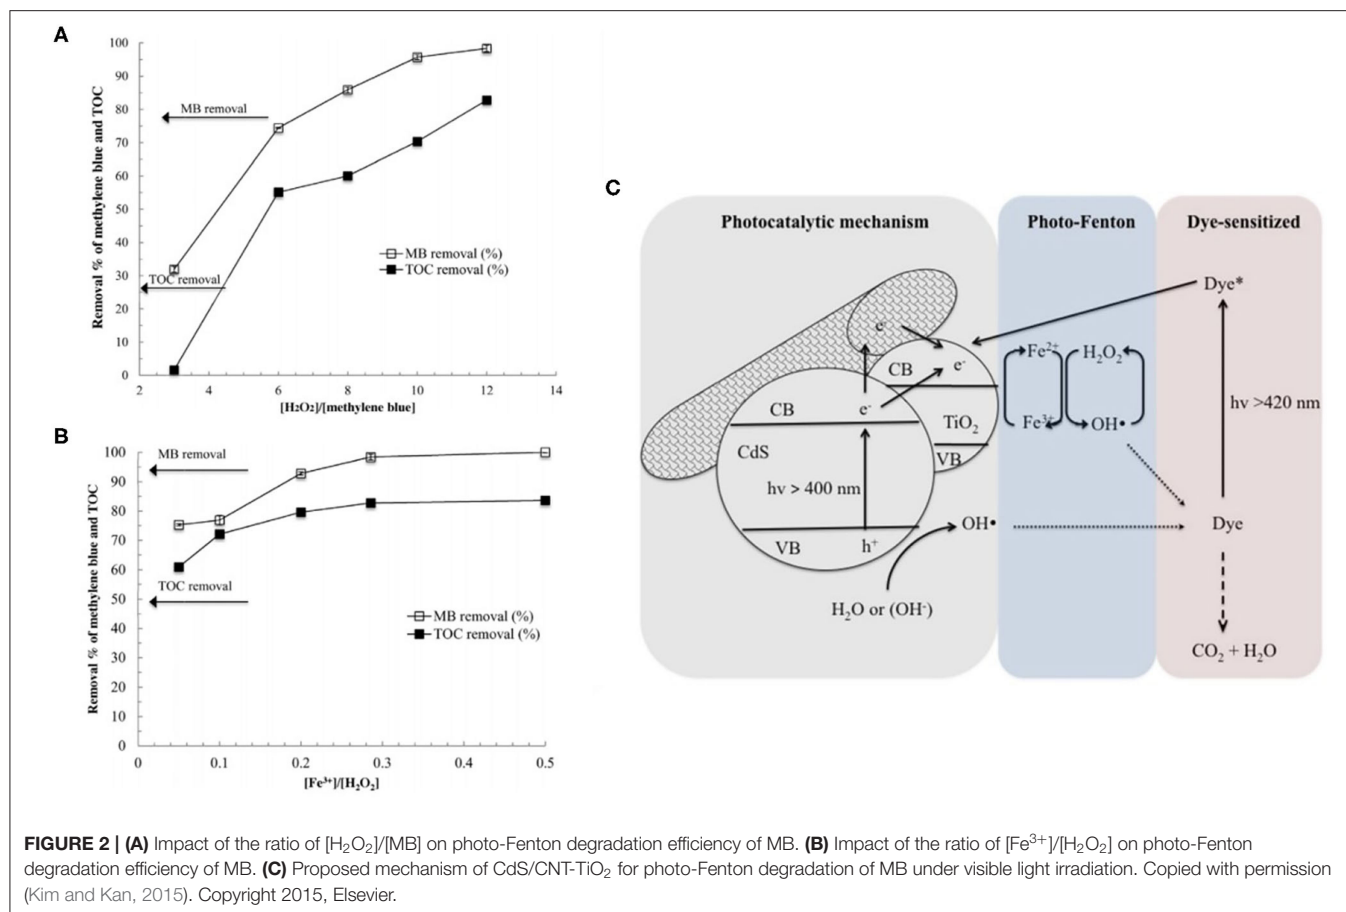 A
100
90
80
70
60
50
40
30
20
10
0
Removal % of methylene blue and TOC
MB removal
TOC removal
MB removal (%)
TOC removal (%)
2 4 6 8 10 12 14
[H₂O₂]/[methylene blue]
B
100
90
80
70
60
50
40
30
20
10
0
Removal % of methylene blue and TOC
MB removal
TOC removal
MB removal (%)
TOC removal (%)
0 0.1 0.2 0.3 0.4 0.5
[Fe³⁺]/[H₂O₂]
C
Photocatalytic mechanism
Photo-Fenton
Dye-sensitized
Dye*
e⁻
e⁻
CB
Fe²⁺
H₂O₂
CB
e⁻
TiO₂
Fe³⁺
OH•
hν >420 nm
CdS
VB
hν > 400 nm
VB
h⁺
OH•
Dye
H₂O or (OH⁻)
CO₂ + H₂O
FIGURE 2 | (A) Impact of the ratio of [H₂O₂]/[MB] on photo-Fenton degradation efficiency of MB. (B) Impact of the ratio of [Fe³⁺]/[H₂O₂] on photo-Fenton
degradation efficiency of MB. (C) Proposed mechanism of CdS/CNT-TiO₂ for photo-Fenton degradation of MB under visible light irradiation. Copied with permission
(Kim and Kan, 2015). Copyright 2015, Elsevier.